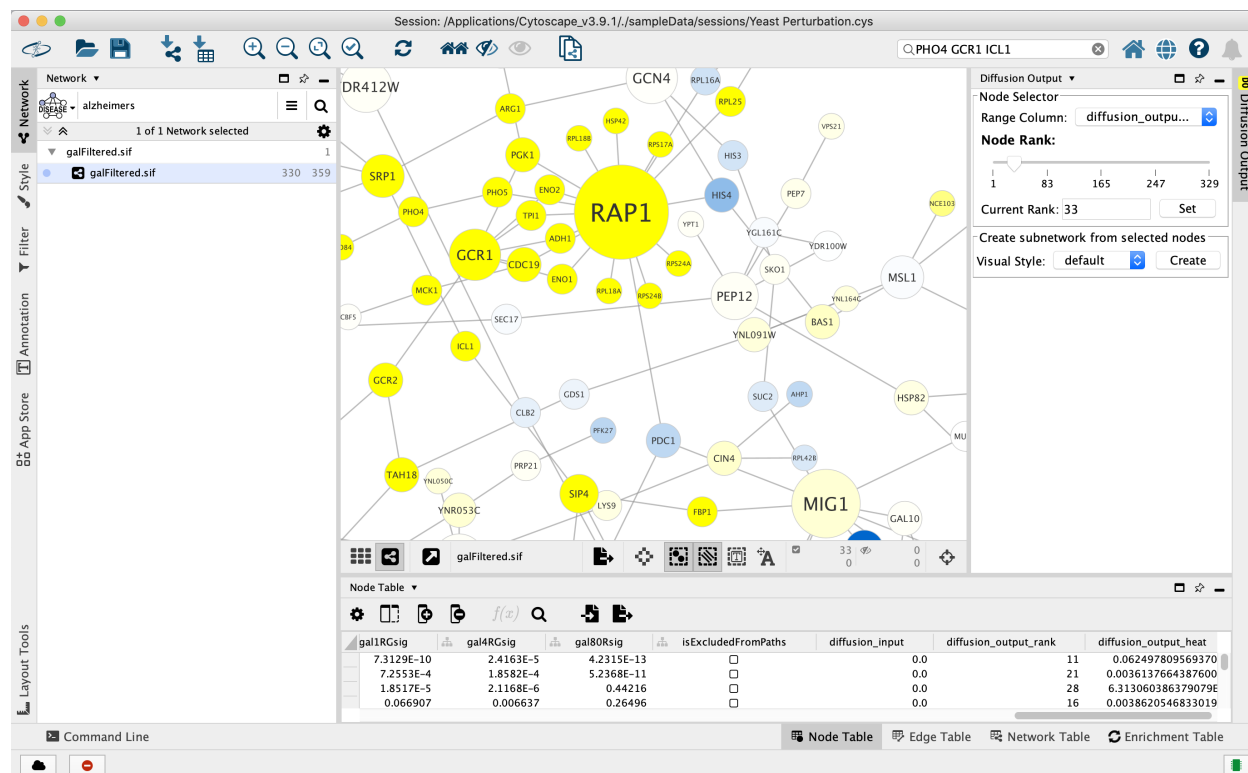 Session: /Applications/Cytoscape_v3.9.1/./sampleData/sessions/Yeast Perturbation.cys
PHO4 GCR1 ICL1
Network
Style
Filter
Annotation
App Store
Layout Tools
Network
DISEASE
alzheimers
1 of 1 Network selected
galFiltered.sif 1
galFiltered.sif 330 359
DR412W
GCN4
RPL16A
ARG1
RPL25
HSP42
RPL18B
RPS17A
VPS21
PGK1
HIS3
SRP1
PHO5
ENO2
HIS4
PEP7
NCE103
PHO4
TPI1
RAP1
YPT1
YGL161C
ADH1
YDR100W
084
GCR1
CDC19
RPS24A
SKO1
ENO1
MSL1
MCK1
RPL18A
RPS24B
PEP12
YNL164C
CBF5
SEC17
BAS1
YNL091W
ICL1
GCR2
GDS1
SUC2
AHP1
HSP82
CLB2
PFK27
PDC1
MU
CIN4
RPL42B
PRP21
TAH18
YNL050C
SIP4
LYS9
MIG1
YNR053C
FBP1
GAL10
galFiltered.sif
33 0
0 0
Diffusion Output
Node Selector
Range Column: diffusion_outpu...
Node Rank:
1 83 165 247 329
Current Rank: 33 Set
Create subnetwork from selected nodes
Visual Style: default Create
Diffusion Output
Node Table
f(x)
gal1RGsig gal4RGsig gal80Rsig isExcludedFromPaths diffusion_input diffusion_output_rank diffusion_output_heat
7.3129E-10 2.4163E-5 4.2315E-13 0.0 11 0.062497809569370
7.2553E-4 1.8582E-4 5.2368E-11 0.0 21 0.0036137664387600
1.8517E-5 2.1168E-6 0.44216 0.0 28 6.313060386379079E
0.066907 0.006637 0.26496 0.0 16 0.0038620546833019
Command Line
Node Table
Edge Table
Network Table
Enrichment Table